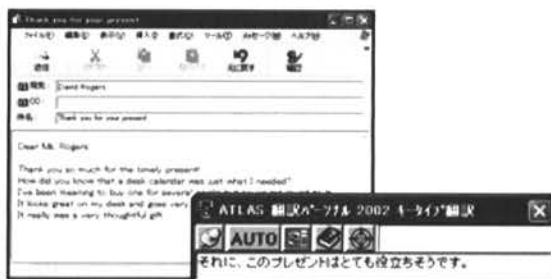 Thank you for your present
ファイル(F) 編集(E) 表示(V) 挿入(I) 書式(O) ツール(T) メッセージ(M) ヘルプ(H)
送信
元に戻す
確認
宛先: David Rogers
CC:
件名: Thank you for your present
Dear Mr. Rogers
Thank you so much for the timely present!
How did you know that a desk calendar was just what I needed?
I've been meaning to buy one for several
It looks great on my desk and goes very
It really was a very thoughtful gift
ATLAS 翻訳パーソナル 2002 キータイプ翻訳
AUTO
それに、このプレゼントはとても役立ちそうです。